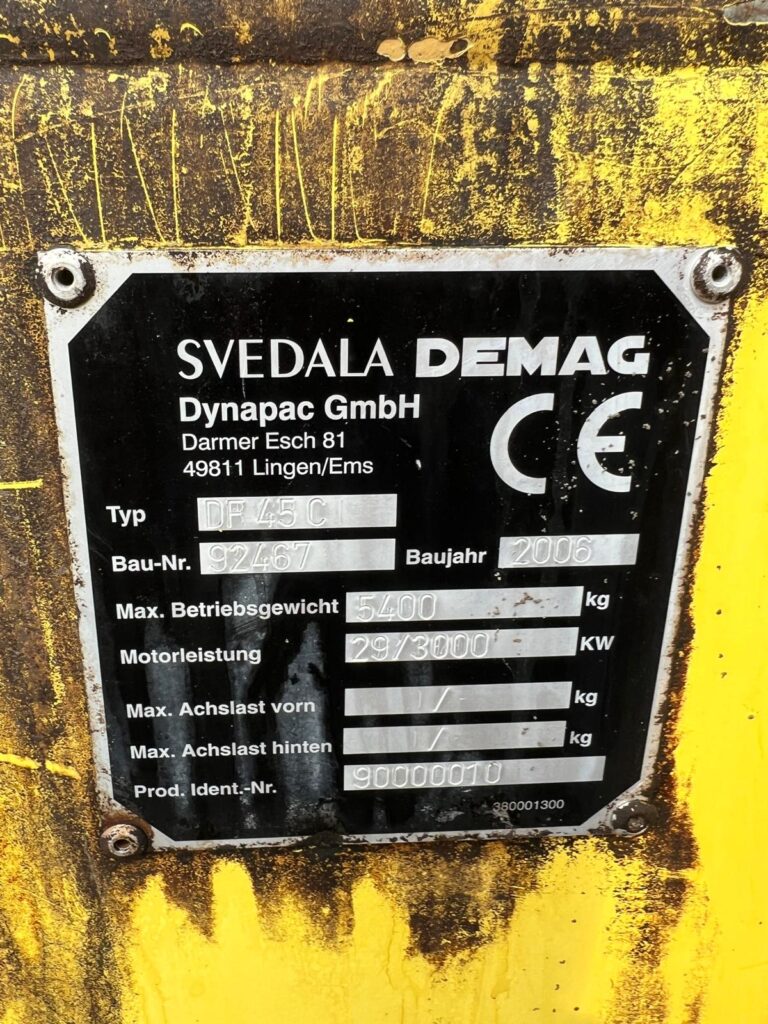 SVEDALA DEMAG
Dynapac GmbH
Darmer Esch 81
49811 Lingen/Ems
CE
Typ DF 45 C
Bau-Nr. 92467 Baujahr 2006
Max. Betriebsgewicht 5400 kg
Motorleistung 29/3000 KW
Max. Achslast vorn /- kg
Max. Achslast hinten /- kg
Prod. Ident.-Nr. 90000010
380001300